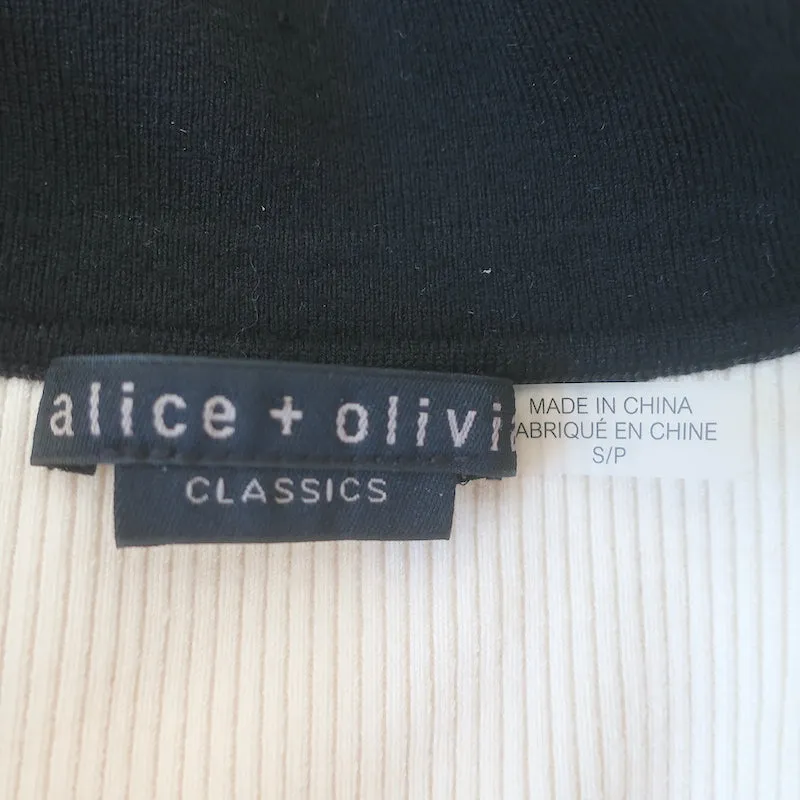 alice + olivi
CLASSICS
MADE IN CHINA
ABRIQUÉ EN CHINE
S/P